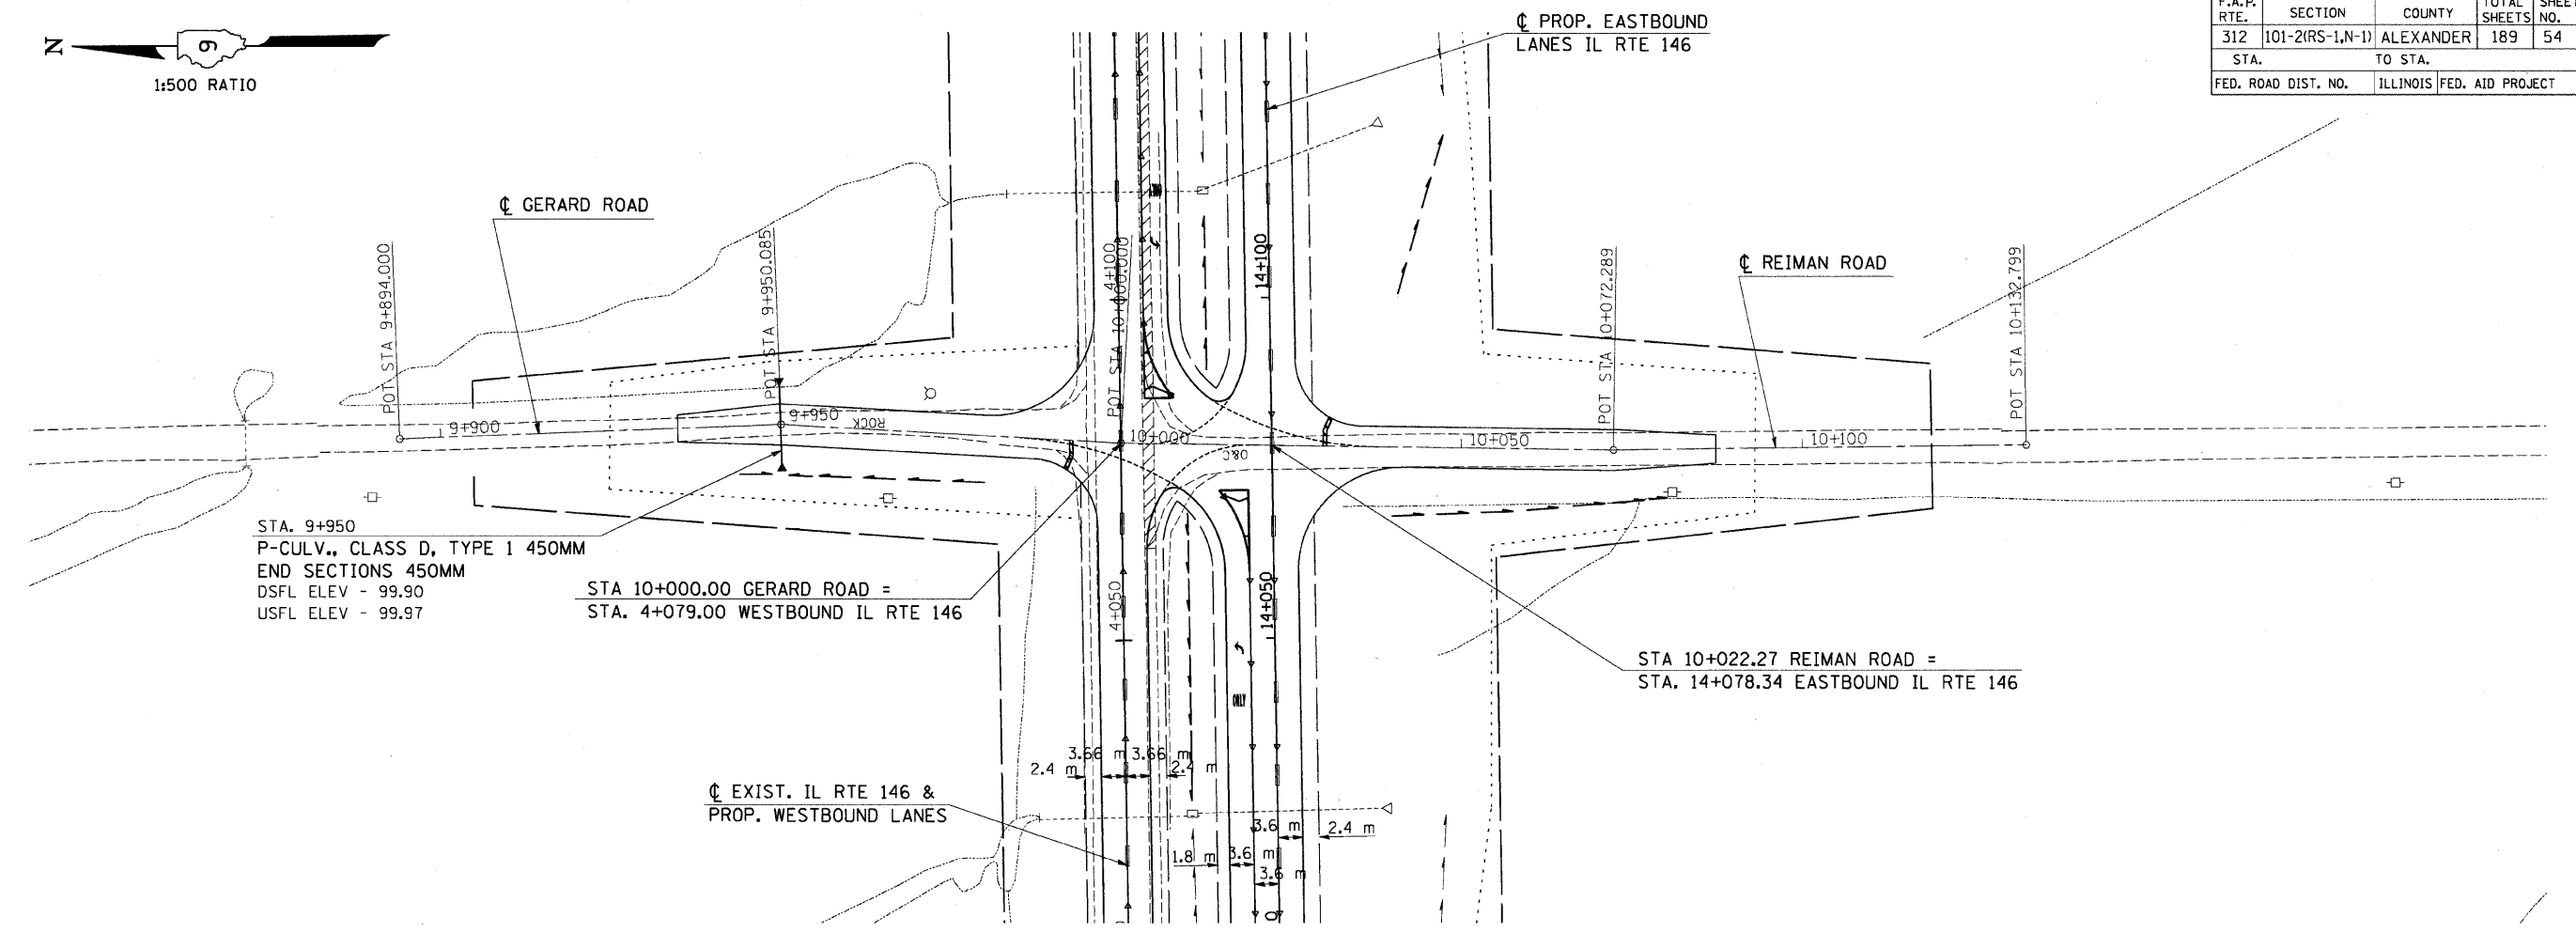 N
9
1:500 RATIO
F.A.P. RTE. SECTION COUNTY TOTAL SHEETS SHEET NO.
312 101-2(RS-1,N-1) ALEXANDER 189 54
STA. TO STA.
FED. ROAD DIST. NO. ILLINOIS FED. AID PROJECT
℄ PROP. EASTBOUND
LANES IL RTE 146
℄ GERARD ROAD
℄ REIMAN ROAD
POT STA 9+894.000
POT STA 9+950.085
POT STA 10+000.000
4+100
14+100
POT STA 10+072.289
POT STA 10+132.799
9+900
9+950
ROCK
10+000
O&C
10+050
10+100
STA. 9+950
P-CULV., CLASS D, TYPE 1 450MM
END SECTIONS 450MM
DSFL ELEV - 99.90
USFL ELEV - 99.97
STA 10+000.00 GERARD ROAD =
STA. 4+079.00 WESTBOUND IL RTE 146
4+050
14+050
STA 10+022.27 REIMAN ROAD =
STA. 14+078.34 EASTBOUND IL RTE 146
ONLY
3.66 m 3.66 m
2.4 m 2.4 m
℄ EXIST. IL RTE 146 &
PROP. WESTBOUND LANES
3.6 m 2.4 m
1.8 m 3.6 m
3.6 m